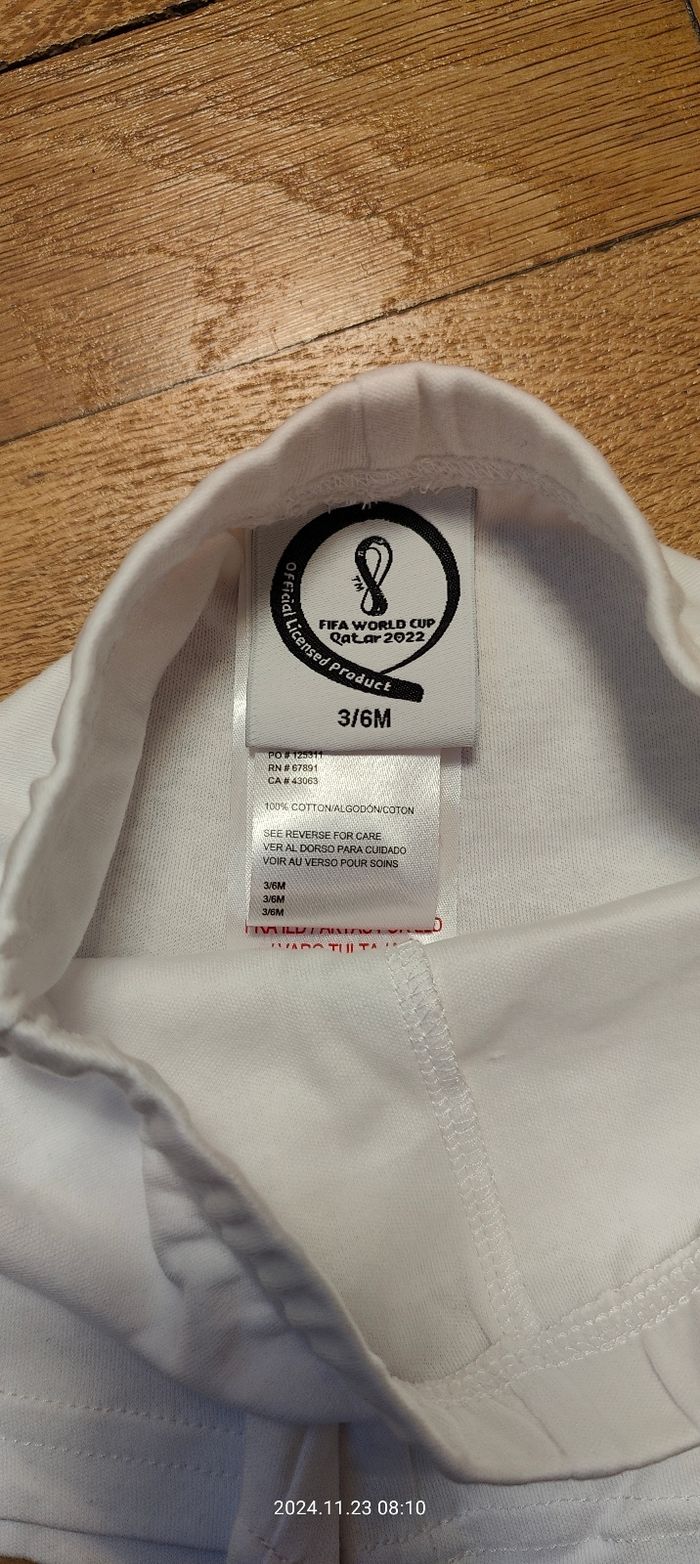 TM
FIFA WORLD CUP
Qatar2022
Official Licensed Product
3/6M
PO # 125311
RN # 67891
CA # 43063
100% COTTON/ALGODÓN/COTON
SEE REVERSE FOR CARE
VER AL DORSO PARA CUIDADO
VOIR AU VERSO POUR SOINS
3/6M
3/6M
3/6M
2024.11.23 08:10